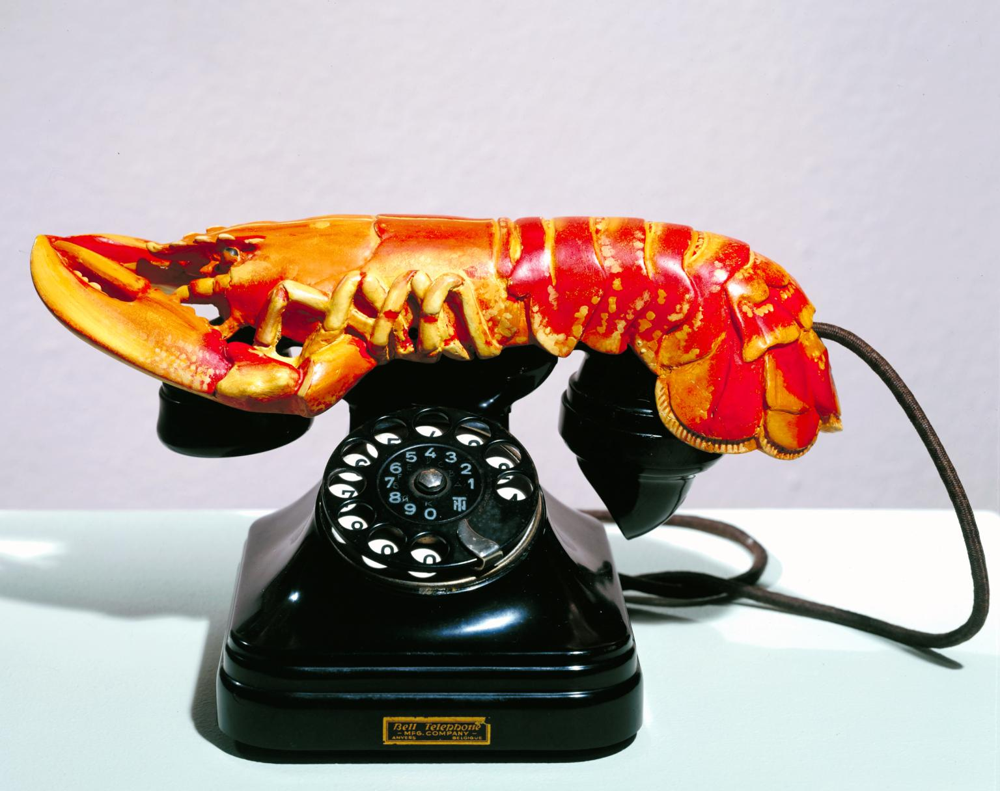 5 4 3
6 2
7 1
8
9 0
Bell Telephone
- MFG. COMPANY -
ANVERS BELGIQUE